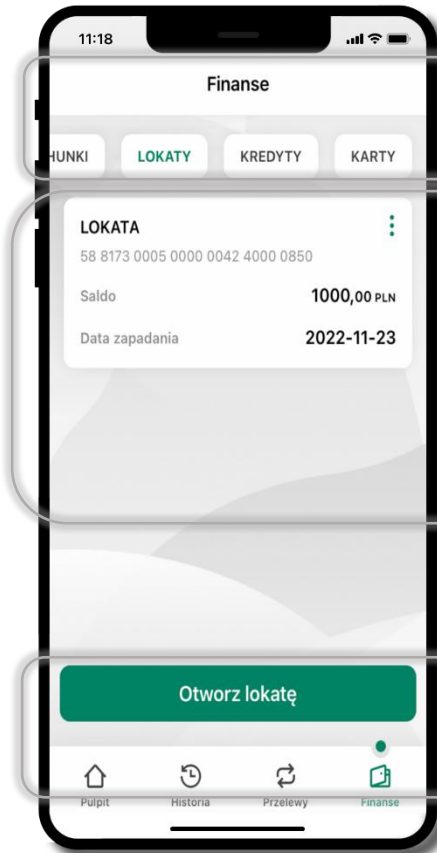 11:18
Finanse
HUNKI LOKATY KREDYTY KARTY
LOKATA
58 8173 0005 0000 0042 4000 0850
Saldo 1000,00 PLN
Data zapadania 2022-11-23
Otworz lokatę
Pulpit Historia Przelewy Finanse